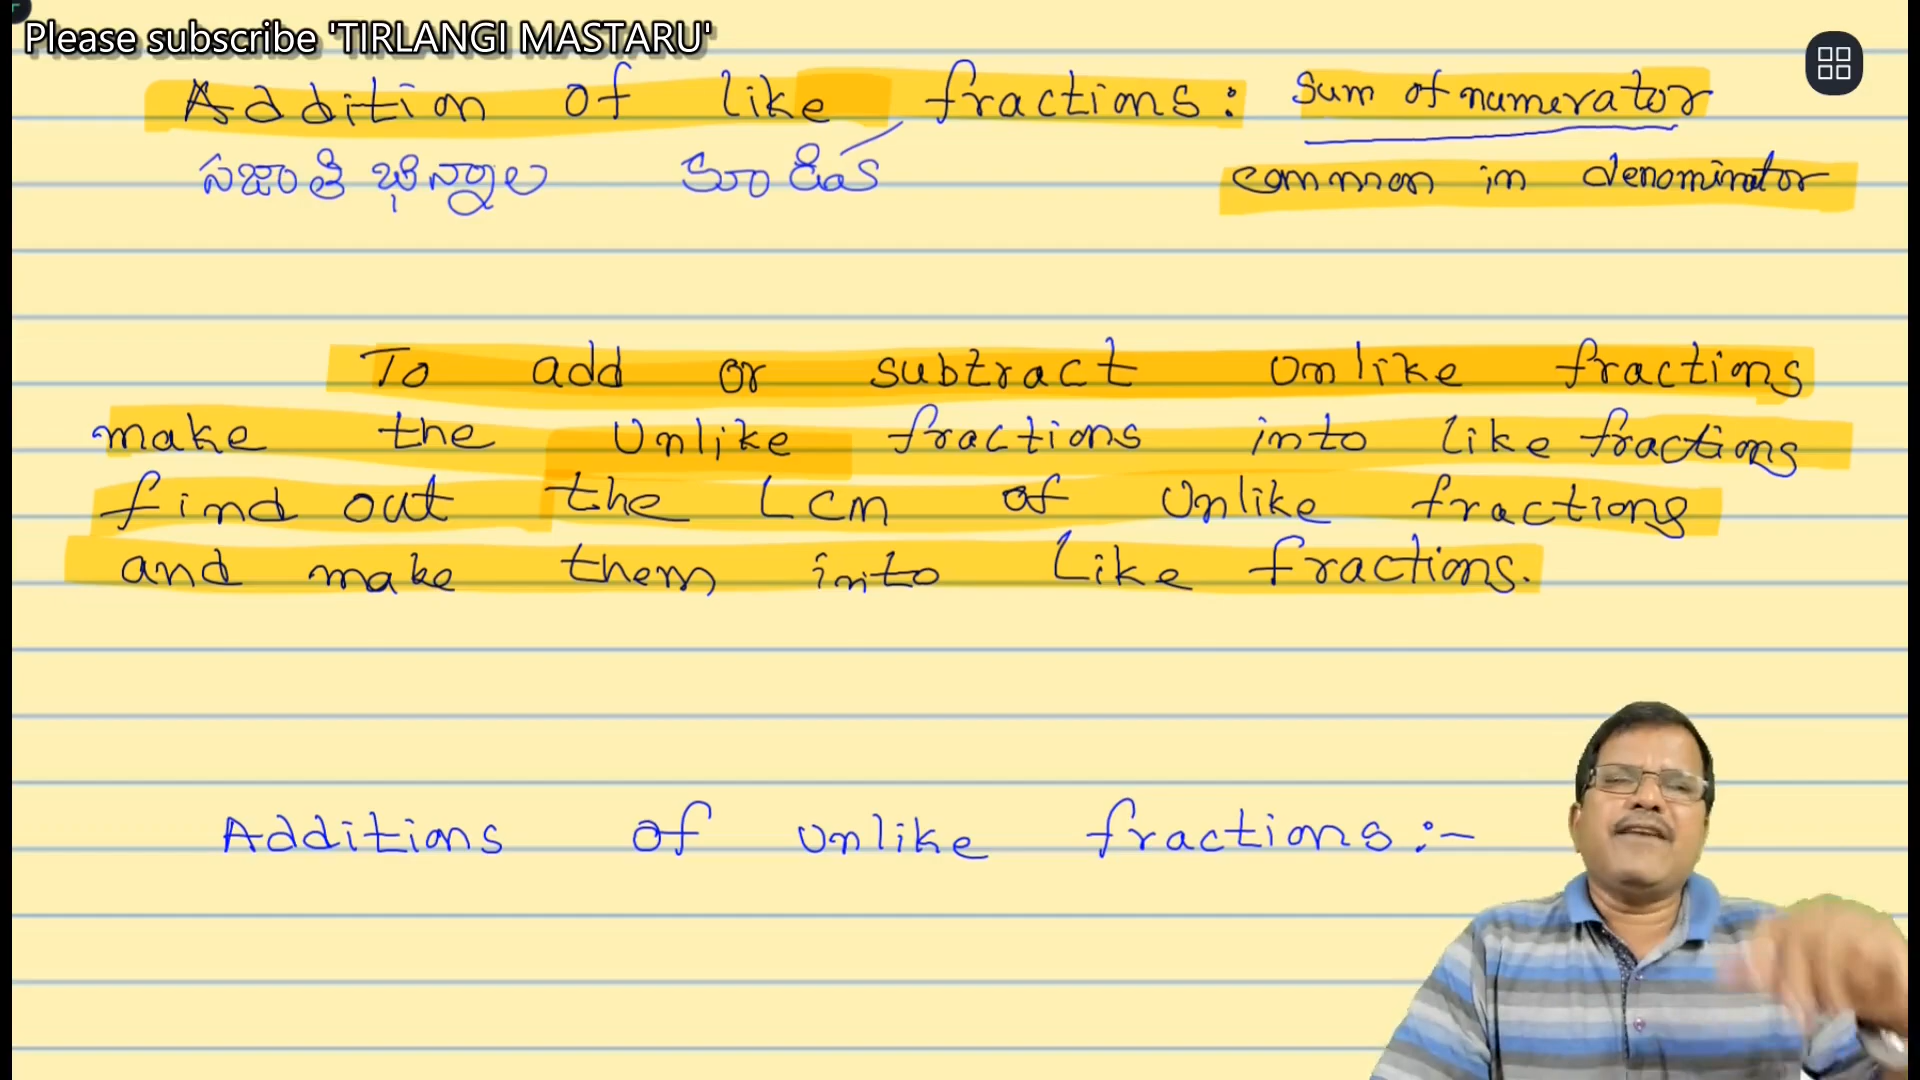 Please subscribe 'TIRLANGI MASTARU'
Addition of like fractions: Sum of numerator
సజాతి భిన్నాల కూడిక common in denominator
To add or subtract unlike fractions
make the Unlike fractions into like fractions
find out the LCM of Unlike fractions
and make them into Like fractions.
Additions of unlike fractions:-